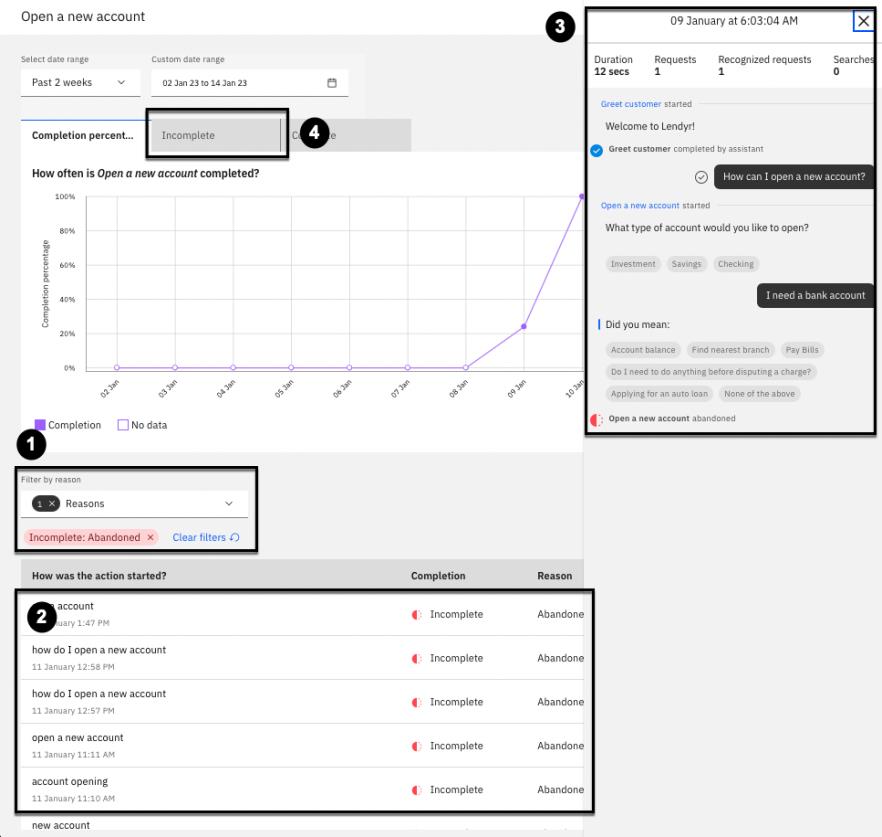 Open a new account
Select date range
Custom date range
Past 2 weeks
02 Jan 23 to 14 Jan 23
Completion percent...
Incomplete
4
How often is Open a new account completed?
Completion percentage
100%
80%
60%
40%
20%
0%
02 Jan
03 Jan
04 Jan
05 Jan
06 Jan
07 Jan
08 Jan
09 Jan
10 Jan
Completion
No data
1
Filter by reason
1 × Reasons
Incomplete: Abandoned ×
Clear filters
How was the action started? Completion Reason
2
account
1:47 PM
Incomplete Abandone
how do I open a new account
11 January 12:58 PM
Incomplete Abandone
how do I open a new account
11 January 12:57 PM
Incomplete Abandone
open a new account
11 January 11:11 AM
Incomplete Abandone
account opening
11 January 11:10 AM
Incomplete Abandone
new account
3
09 January at 6:03:04 AM
Duration Requests Recognized requests Searches
12 secs 1 1 0
Greet customer started
Welcome to Lendyr!
Greet customer completed by assistant
How can I open a new account?
Open a new account started
What type of account would you like to open?
Investment Savings Checking
I need a bank account
Did you mean:
Account balance Find nearest branch Pay Bills
Do I need to do anything before disputing a charge?
Applying for an auto loan None of the above
Open a new account abandoned